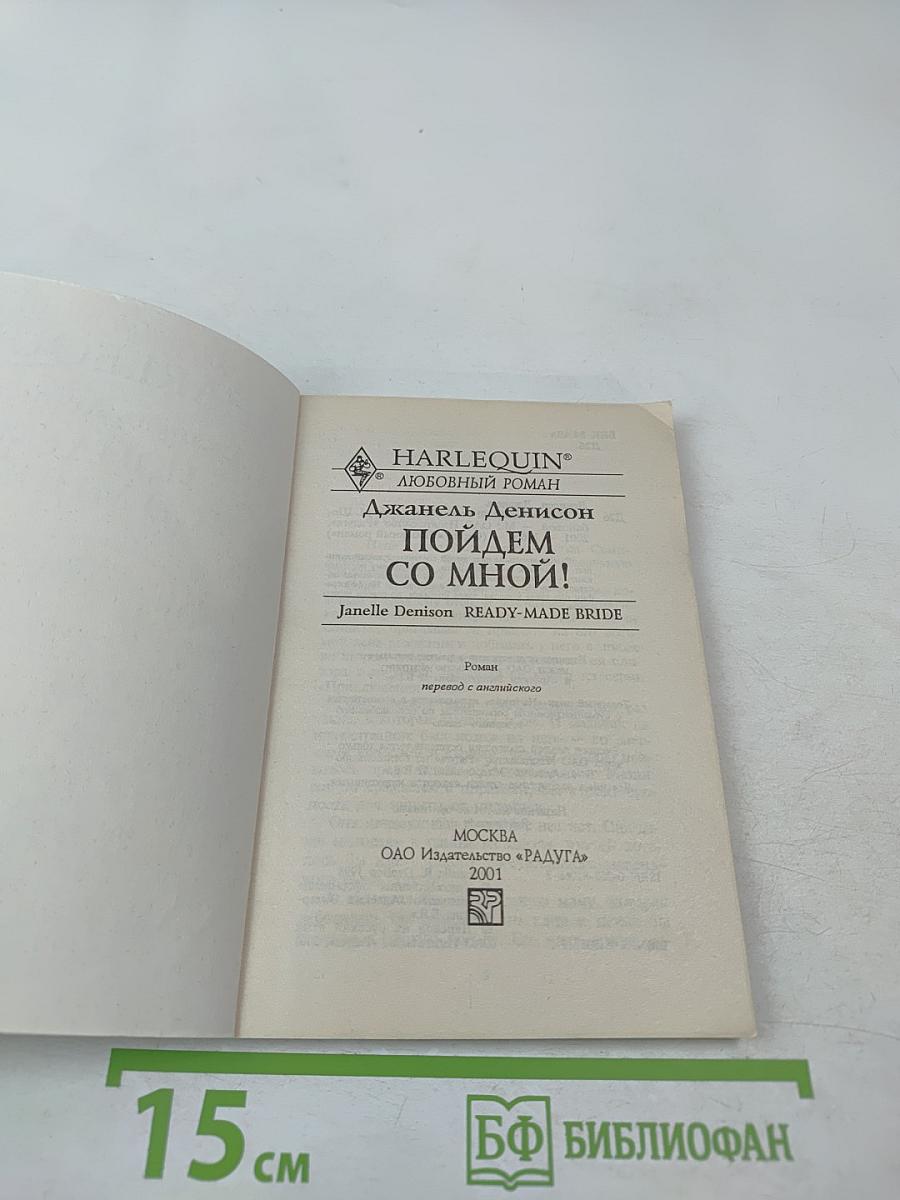 HARLEQUIN®
®
ЛЮБОВНЫЙ РОМАН
Джанель Денисон
ПОЙДЕМ
СО МНОЙ!
Janelle Denison READY-MADE BRIDE
Роман
перевод с английского
МОСКВА
ОАО Издательство «РАДУГА»
2001
15 см
БФ БИБЛИОФАН